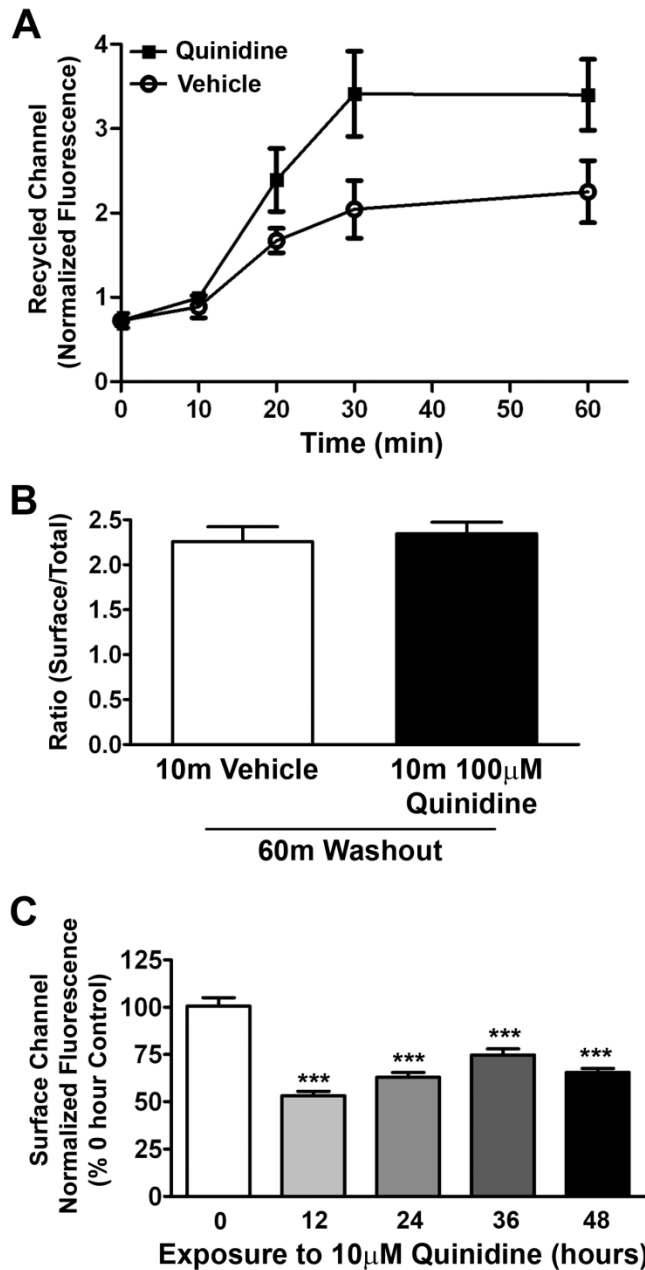 A
Quinidine
Vehicle
Recycled Channel
(Normalized Fluorescence)
4
3
2
1
0
0 10 20 30 40 50 60
Time (min)
B
Ratio (Surface/Total)
2.5
2.0
1.5
1.0
0.5
0.0
10m Vehicle
10m 100μM
Quinidine
60m Washout
C
Surface Channel
Normalized Fluorescence
(% 0 hour Control)
125
100
75
50
25
0
***
***
***
***
0 12 24 36 48
Exposure to 10μM Quinidine (hours)